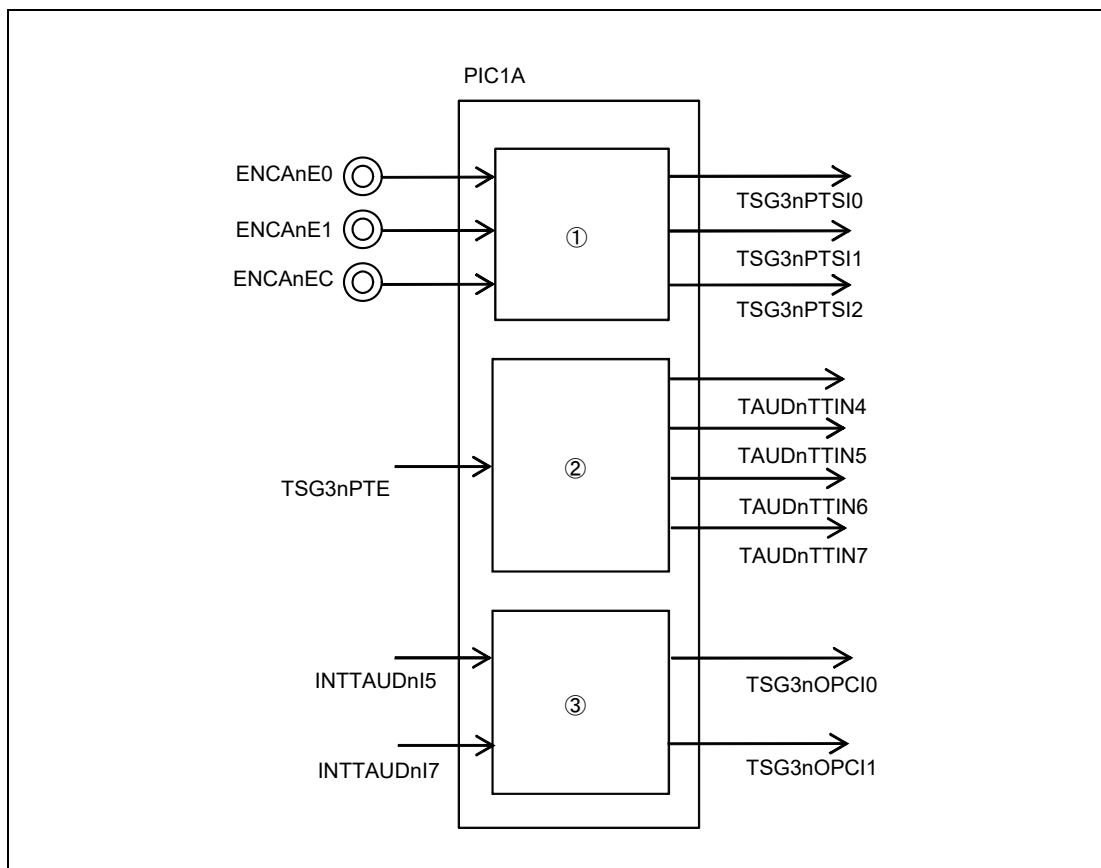 PIC1A
ENCAnE0
ENCAnE1
ENCAnEC
①
TSG3nPTSI0
TSG3nPTSI1
TSG3nPTSI2
TSG3nPTE
②
TAUDnTTIN4
TAUDnTTIN5
TAUDnTTIN6
TAUDnTTIN7
INTTAUDnI5
INTTAUDnI7
③
TSG3nOPCI0
TSG3nOPCI1